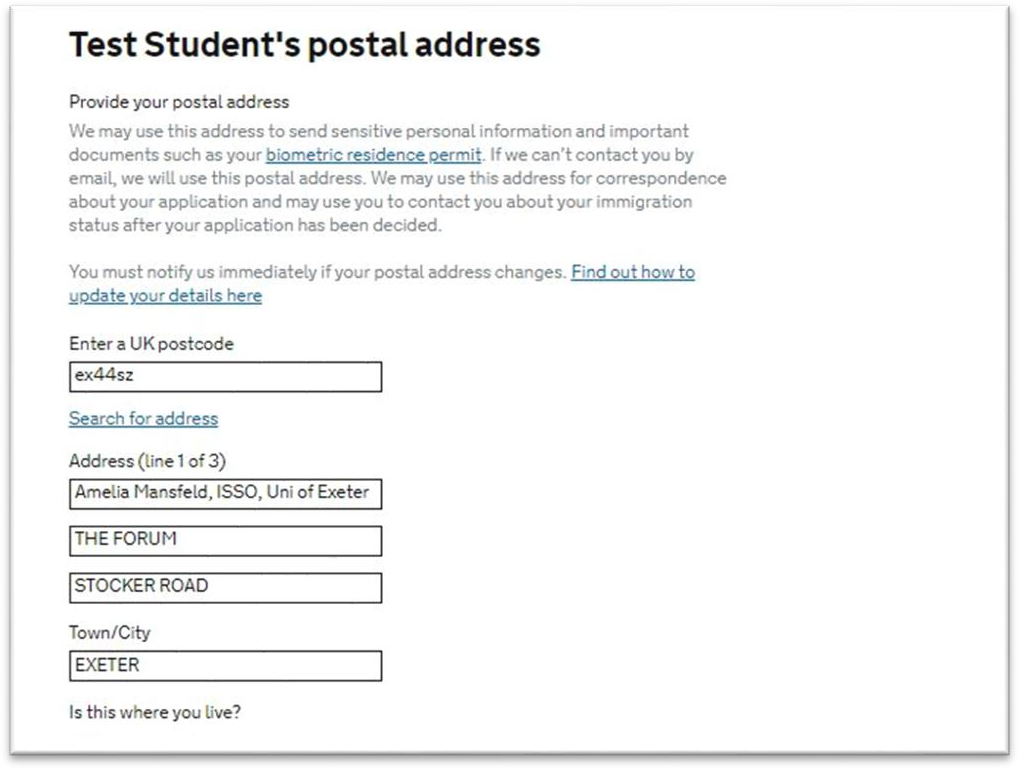 Test Student's postal address
Provide your postal address
We may use this address to send sensitive personal information and important
documents such as your biometric residence permit. If we can't contact you by
email, we will use this postal address. We may use this address for correspondence
about your application and may use you to contact you about your immigration
status after your application has been decided.
You must notify us immediately if your postal address changes. Find out how to
update your details here
Enter a UK postcode
ex44sz
Search for address
Address (line 1 of 3)
Amelia Mansfeld, ISSO, Uni of Exeter
THE FORUM
STOCKER ROAD
Town/City
EXETER
Is this where you live?